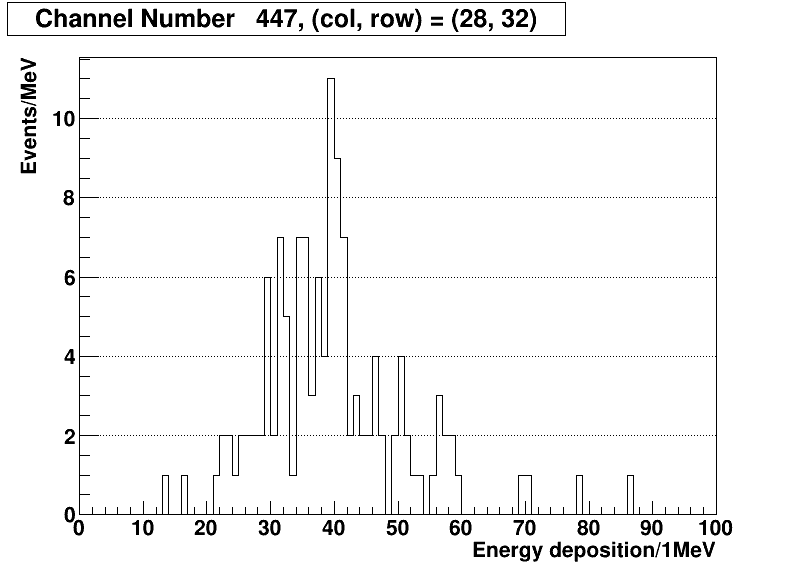 Channel Number 447, (col, row) = (28, 32)
Events/MeV
10
8
6
4
2
0
0 10 20 30 40 50 60 70 80 90 100
Energy deposition/1MeV